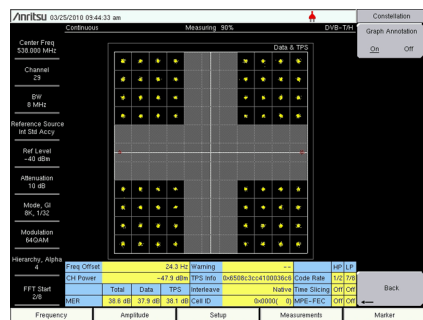 Anritsu 03/25/2010 09:44:33 am
Constellation
Continuous Measuring 90% DVB-T/H
Graph Annotation
On Off
Center Freq
538.000 MHz
Data & TPS
Channel
29
BW
8 MHz
Reference Source
Int Std Accy
Ref Level
-40 dBm
Attenuation
10 dB
Mode, GI
8K, 1/32
Modulation
64QAM
Hierarchy, Alpha
4
FFT Start
2/8
Freq Offset 24.3 Hz Warning -- HP LP
CH Power -47.9 dBm TPS Info 0x6508c3cc4100036c6 Code Rate 1/2 7/8
Total Data TPS Interleave Native Time Slicing Off Off
MER 38.6 dB 37.9 dB 38.1 dB Cell ID 0x0000( 0) MPE-FEC Off Off
Back
Frequency Amplitude Setup Measurements Marker